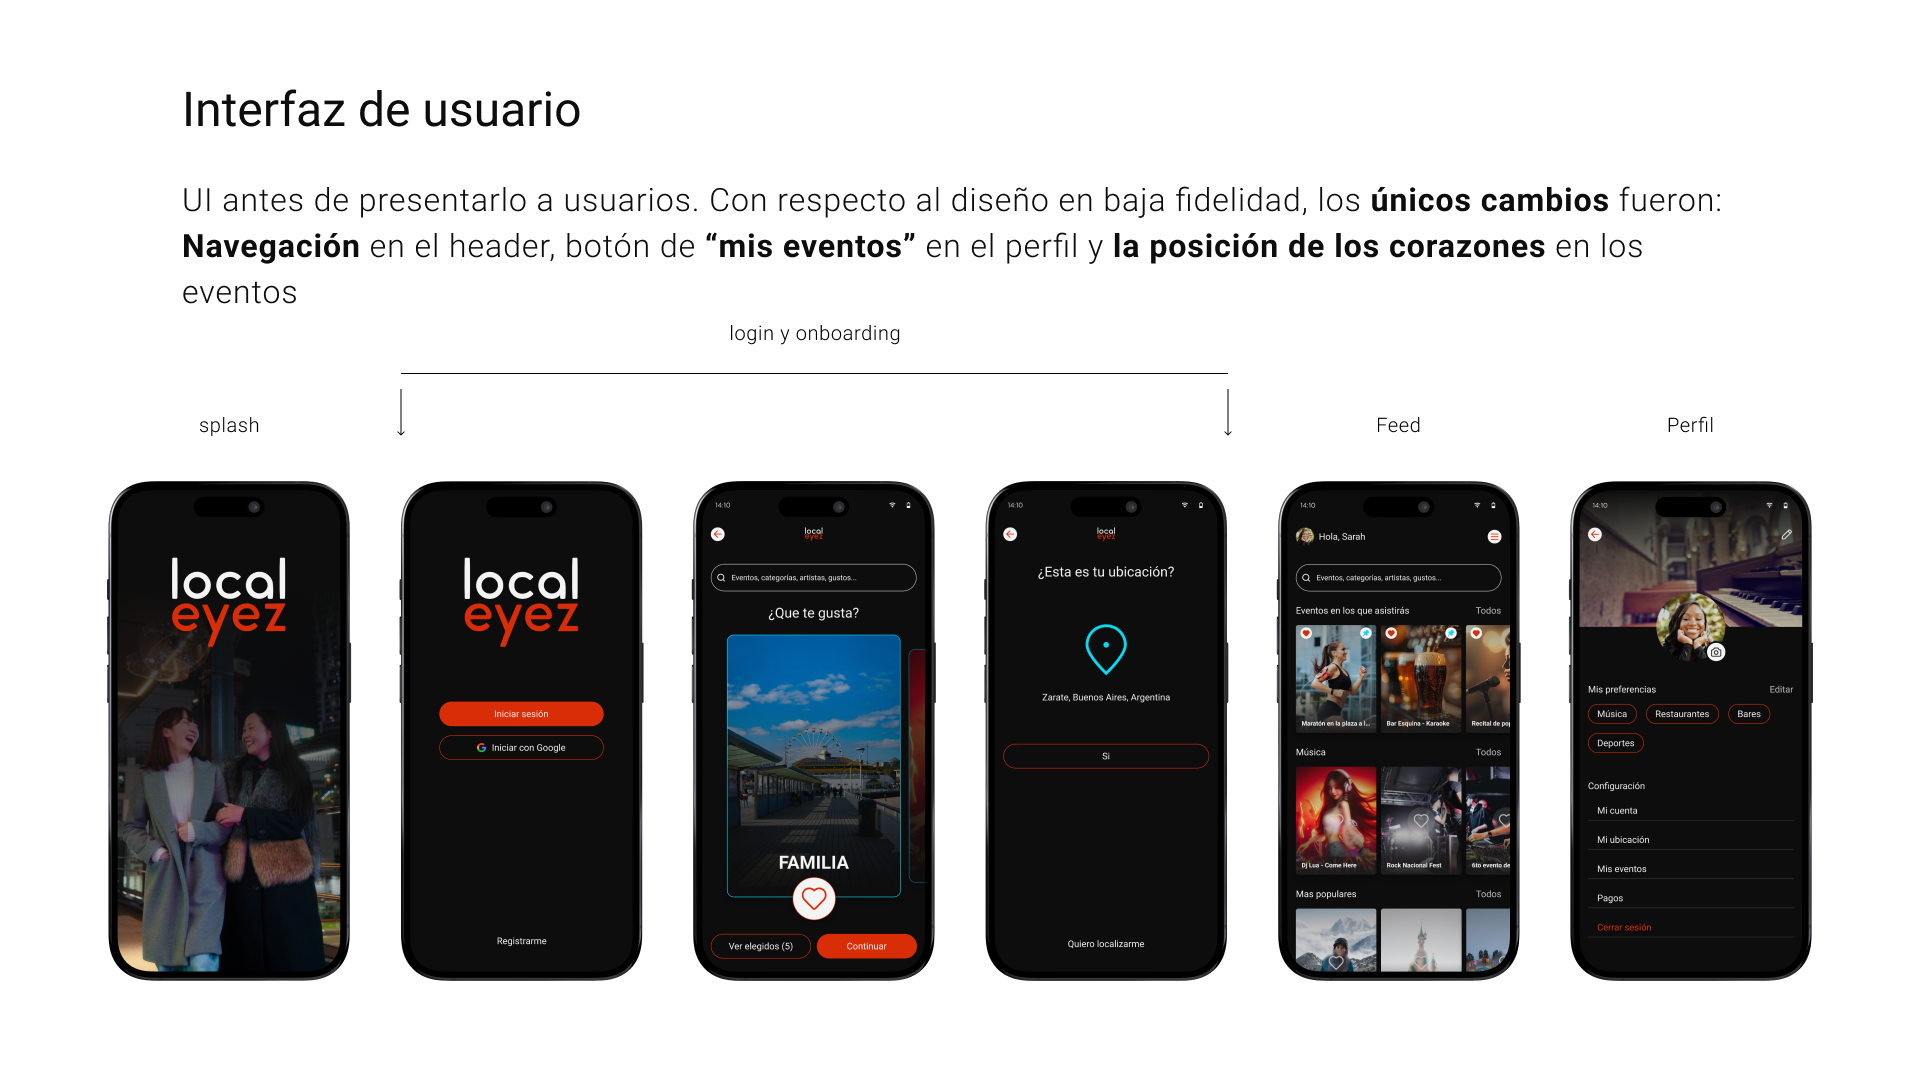 Interfaz de usuario
UI antes de presentarlo a usuarios. Con respecto al diseño en baja fidelidad, los únicos cambios fueron:
Navegación en el header, botón de “mis eventos” en el perfil y la posición de los corazones en los
eventos
login y onboarding
splash
Feed
Perfil
local
eyez
local
eyez
Iniciar sesión
Iniciar con Google
Registrarme
14:10
local
eyez
Eventos, categorías, artistas, gustos...
¿Que te gusta?
FAMILIA
Ver elegidos (5)
Continuar
14:10
local
eyez
¿Esta es tu ubicación?
Zarate, Buenos Aires, Argentina
Si
Quiero localizarme
14:10
Hola, Sarah
Eventos, categorías, artistas, gustos...
Eventos en los que asistirás
Todos
Maratón en la plaza a l...
Bar Esquina - Karaoke
Recital de pop
Música
Todos
Dj Lua - Come Here
Rock Nacional Fest
6to evento de
Mas populares
Todos
14:10
Mis preferencias
Editar
Música
Restaurantes
Bares
Deportes
Configuración
Mi cuenta
Mi ubicación
Mis eventos
Pagos
Cerrar sesión